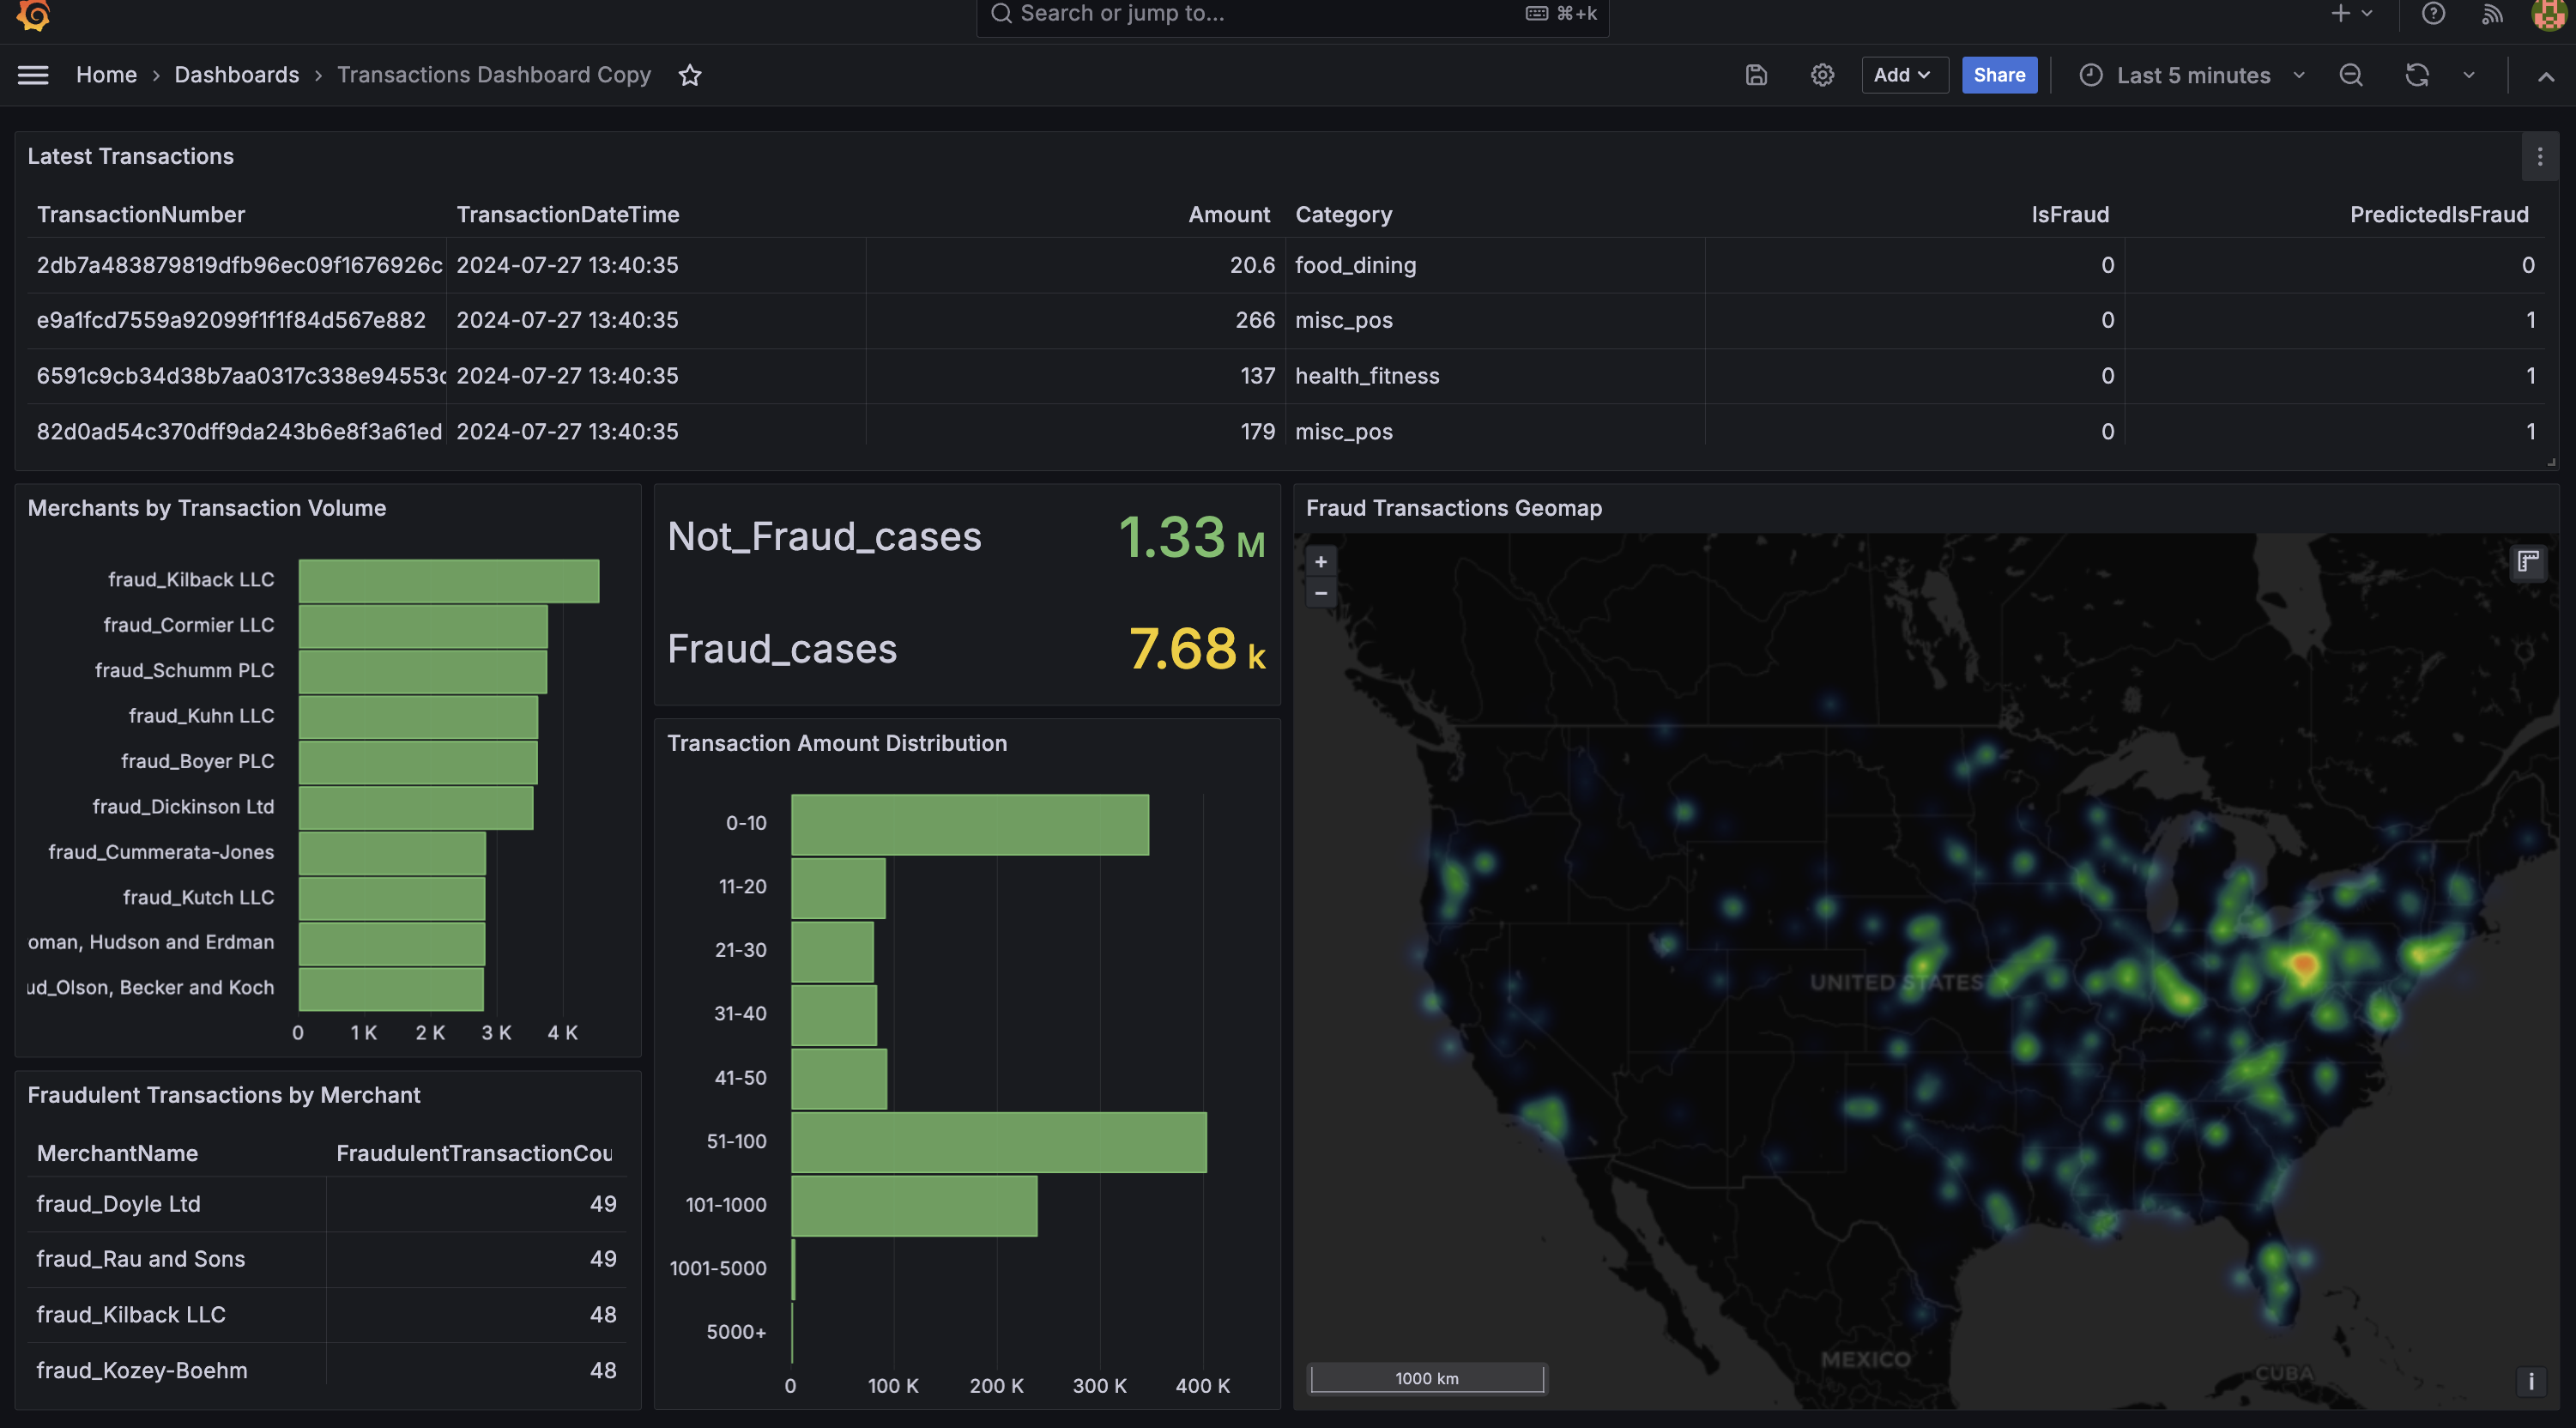 Search or jump to... ⌘+k
Home › Dashboards › Transactions Dashboard Copy Add Share Last 5 minutes
Latest Transactions
TransactionNumber TransactionDateTime Amount Category IsFraud PredictedIsFraud
2db7a483879819dfb96ec09f1676926c 2024-07-27 13:40:35 20.6 food_dining 0 0
e9a1fcd7559a92099f1f1f84d567e882 2024-07-27 13:40:35 266 misc_pos 0 1
6591c9cb34d38b7aa0317c338e94553c 2024-07-27 13:40:35 137 health_fitness 0 1
82d0ad54c370dff9da243b6e8f3a61ed 2024-07-27 13:40:35 179 misc_pos 0 1
Merchants by Transaction Volume
fraud_Kilback LLC
fraud_Cormier LLC
fraud_Schumm PLC
fraud_Kuhn LLC
fraud_Boyer PLC
fraud_Dickinson Ltd
fraud_Cummerata-Jones
fraud_Kutch LLC
oman, Hudson and Erdman
ud_Olson, Becker and Koch
0 1 K 2 K 3 K 4 K
Fraudulent Transactions by Merchant
MerchantName FraudulentTransactionCou
fraud_Doyle Ltd 49
fraud_Rau and Sons 49
fraud_Kilback LLC 48
fraud_Kozey-Boehm 48
Not_Fraud_cases 1.33 M
Fraud_cases 7.68 k
Transaction Amount Distribution
0-10
11-20
21-30
31-40
41-50
51-100
101-1000
1001-5000
5000+
0 100 K 200 K 300 K 400 K
Fraud Transactions Geomap
+
−
UNITED STATES
MEXICO
CUBA
1000 km
i